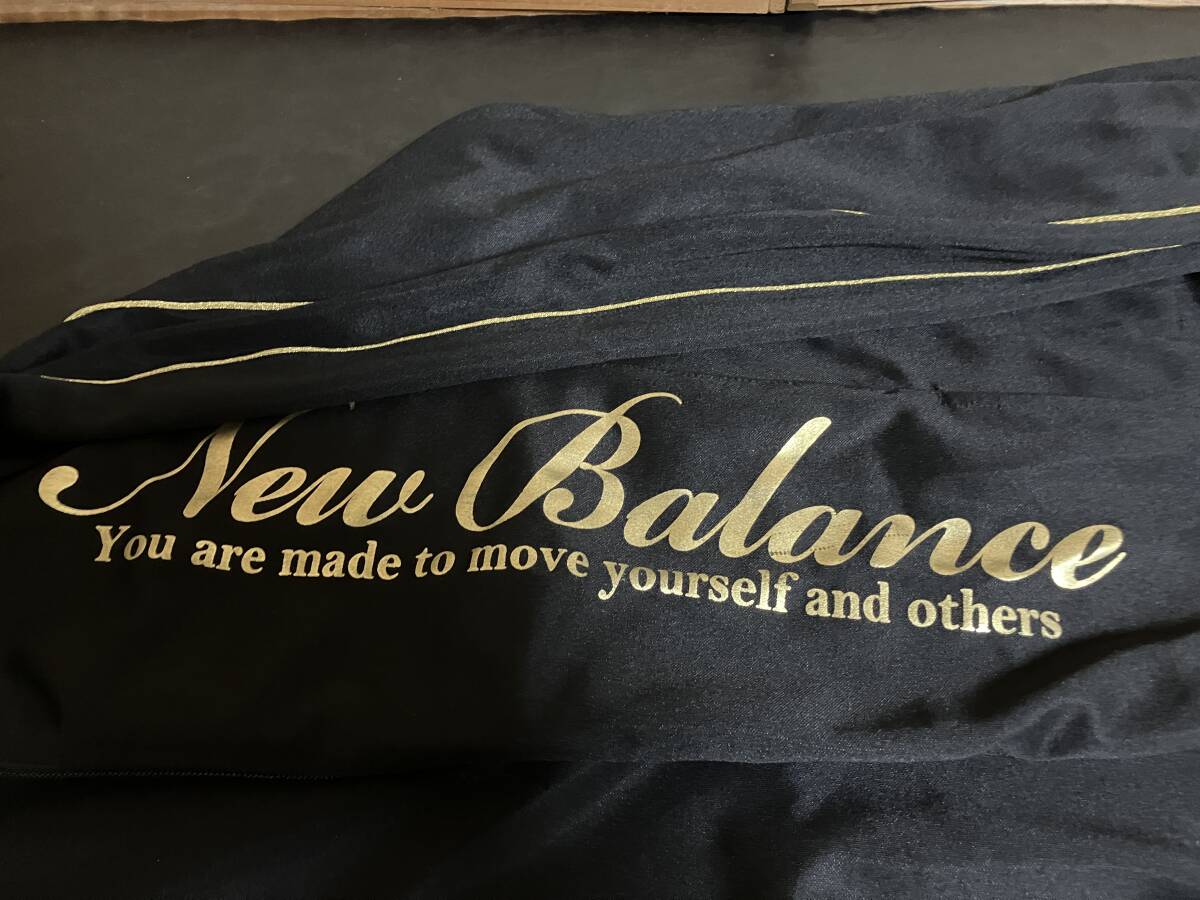 New Balance
You are made to move yourself and others